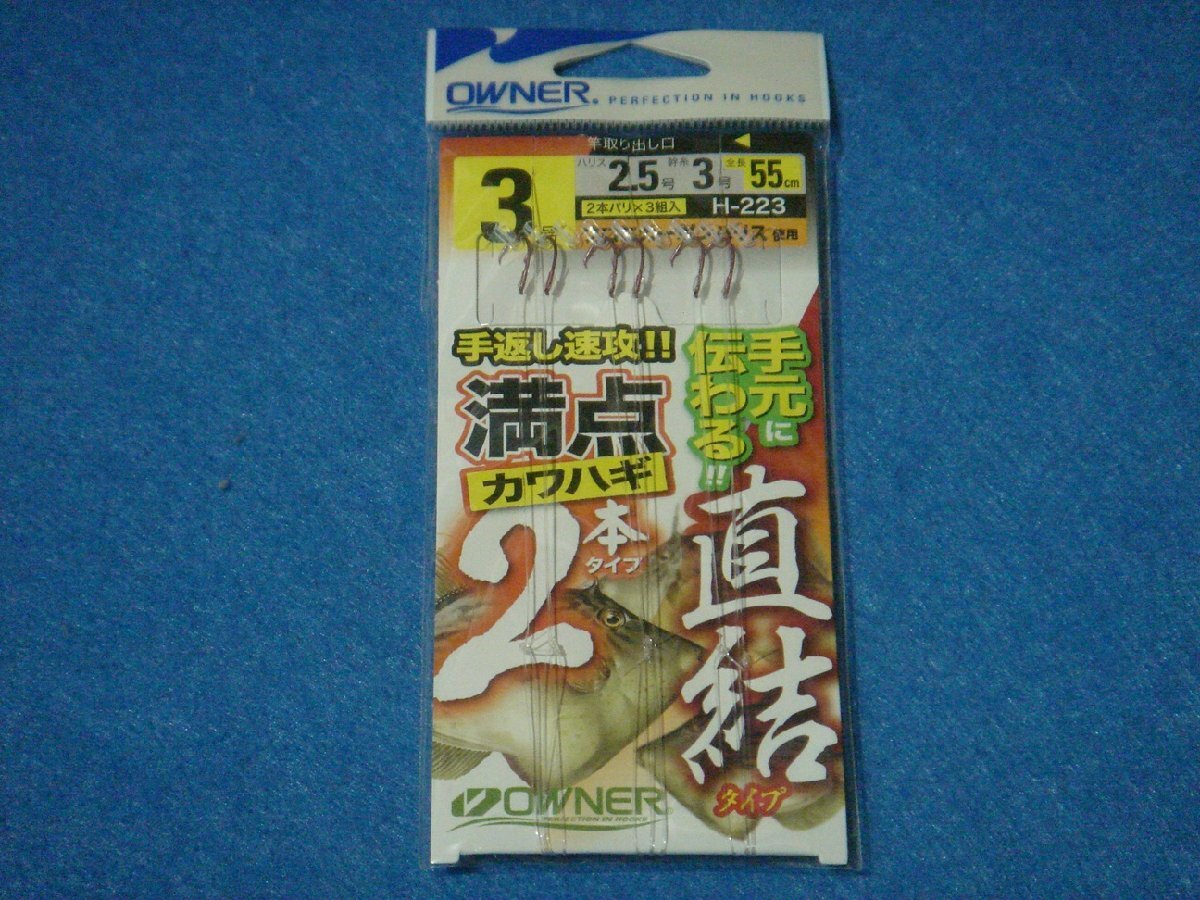 OWNER. PERFECTION IN HOOKS
竿取り出し口
3号
ハリス 2.5号 幹糸 3号 全長 55cm
2本バリ×3組入 H-223
使用
手返し速攻!!
満点
カワハギ
2本タイプ
手元に
伝わる!!
直結
タイプ
OWNER
PERFECTION IN HOOKS